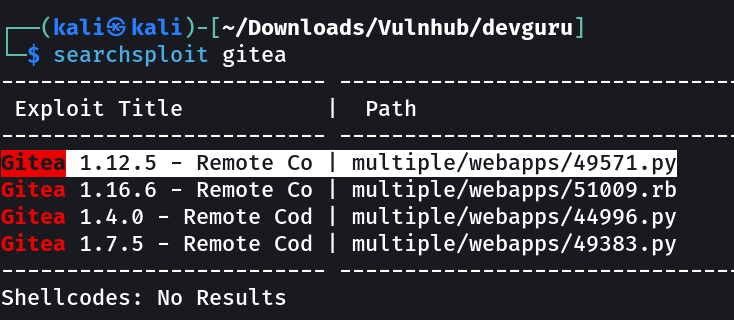 ┌──(kali㉿kali)-[~/Downloads/Vulnhub/devguru]
└─$ searchsploit gitea
------------------------ ------------------------
 Exploit Title | Path
------------------------ ------------------------
Gitea 1.12.5 - Remote Co | multiple/webapps/49571.py
Gitea 1.16.6 - Remote Co | multiple/webapps/51009.rb
Gitea 1.4.0 - Remote Cod | multiple/webapps/44996.py
Gitea 1.7.5 - Remote Cod | multiple/webapps/49383.py
------------------------ ------------------------
Shellcodes: No Results